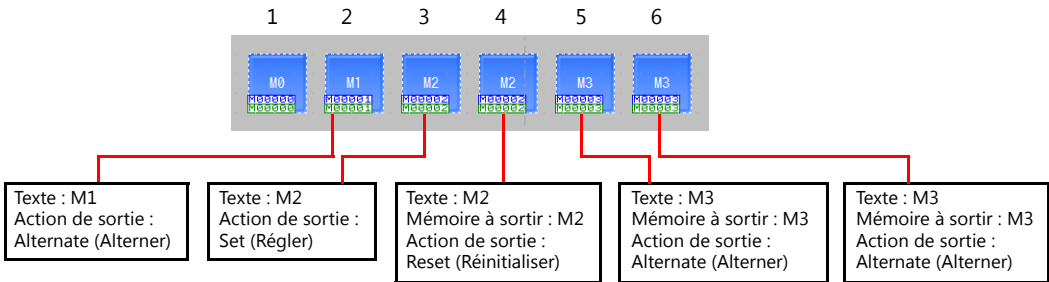 1 2 3 4 5 6
M0 M1 M2 M2 M3 M3
M00000 M00001 M00002 M00002 M00003 M00003
M00000 M00001 M00002 M00002 M00003 M00003
Texte : M1
Action de sortie :
Alternate (Alterner)
Texte : M2
Action de sortie :
Set (Régler)
Texte : M2
Mémoire à sortir : M2
Action de sortie :
Reset (Réinitialiser)
Texte : M3
Mémoire à sortir : M3
Action de sortie :
Alternate (Alterner)
Texte : M3
Mémoire à sortir : M3
Action de sortie :
Alternate (Alterner)